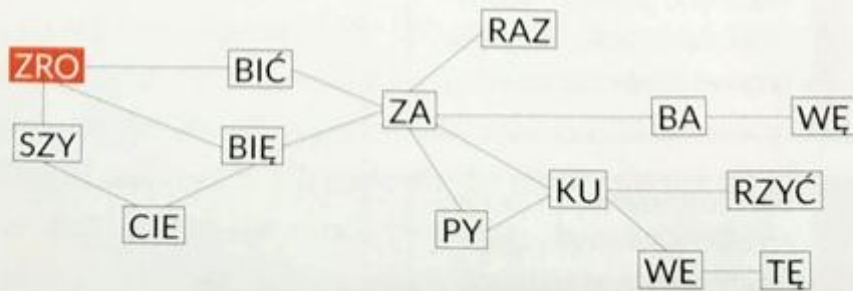 RAZ
ZRO BIĆ
ZA BA WĘ
SZY BIĘ
KU RZYĆ
CIE PY
WE TĘ